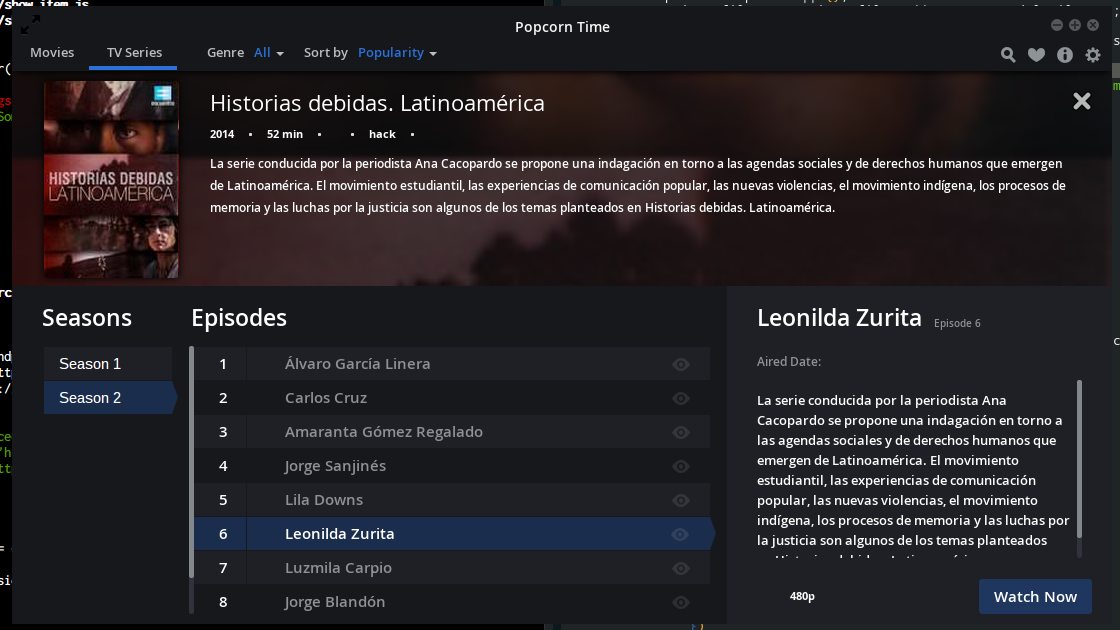 Popcorn Time
Movies
TV Series
Genre All
Sort by Popularity
Historias debidas. Latinoamérica
2014 • 52 min • • hack •
HISTORIAS DEBIDAS
LATINOAMÉRICA
La serie conducida por la periodista Ana Cacopardo se propone una indagación en torno a las agendas sociales y de derechos humanos que emergen
de Latinoamérica. El movimiento estudiantil, las experiencias de comunicación popular, las nuevas violencias, el movimiento indígena, los procesos de
memoria y las luchas por la justicia son algunos de los temas planteados en Historias debidas. Latinoamérica.
Seasons
Season 1
Season 2
Episodes
1 Álvaro García Linera
2 Carlos Cruz
3 Amaranta Gómez Regalado
4 Jorge Sanjinés
5 Lila Downs
6 Leonilda Zurita
7 Luzmila Carpio
8 Jorge Blandón
Leonilda Zurita Episode 6
Aired Date:
La serie conducida por la periodista Ana
Cacopardo se propone una indagación en torno a
las agendas sociales y de derechos humanos que
emergen de Latinoamérica. El movimiento
estudiantil, las experiencias de comunicación
popular, las nuevas violencias, el movimiento
indígena, los procesos de memoria y las luchas por
la justicia son algunos de los temas planteados
480p
Watch Now